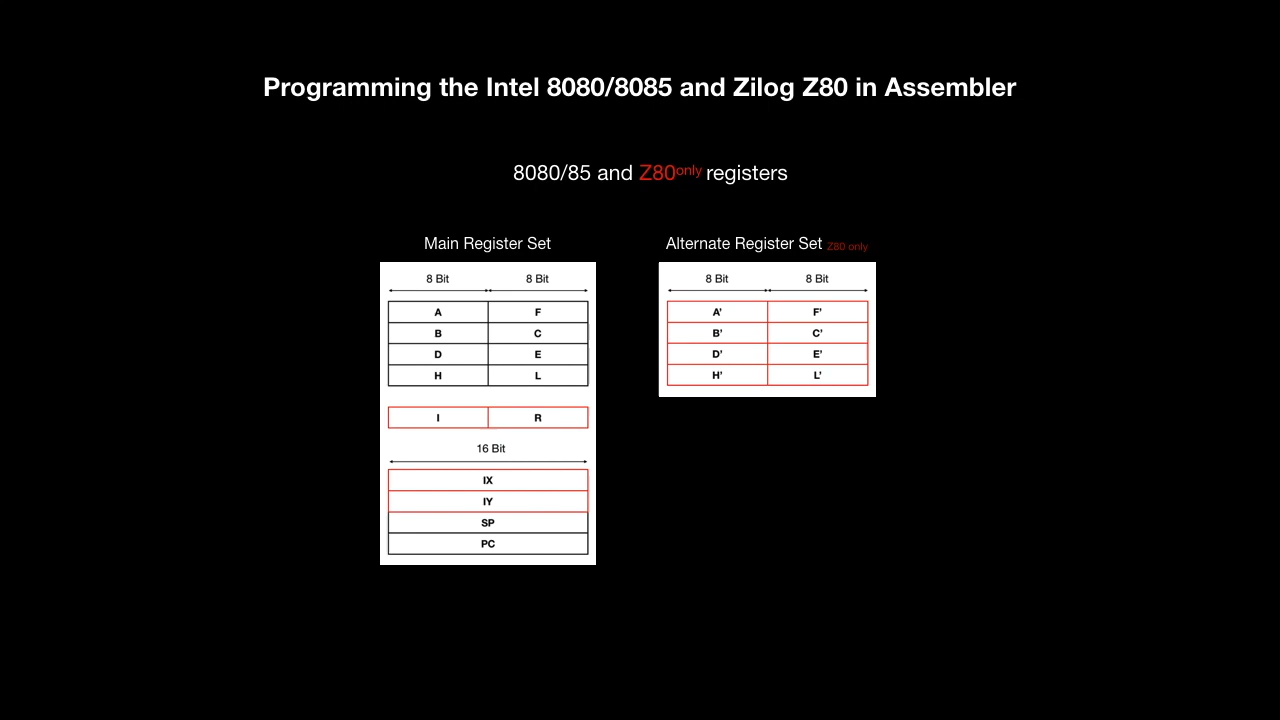 Programming the Intel 8080/8085 and Zilog Z80 in Assembler
8080/85 and Z80only registers
Main Register Set
8 Bit 8 Bit
A F
B C
D E
H L
I R
16 Bit
IX
IY
SP
PC
Alternate Register Set Z80 only
8 Bit 8 Bit
A' F'
B' C'
D' E'
H' L'